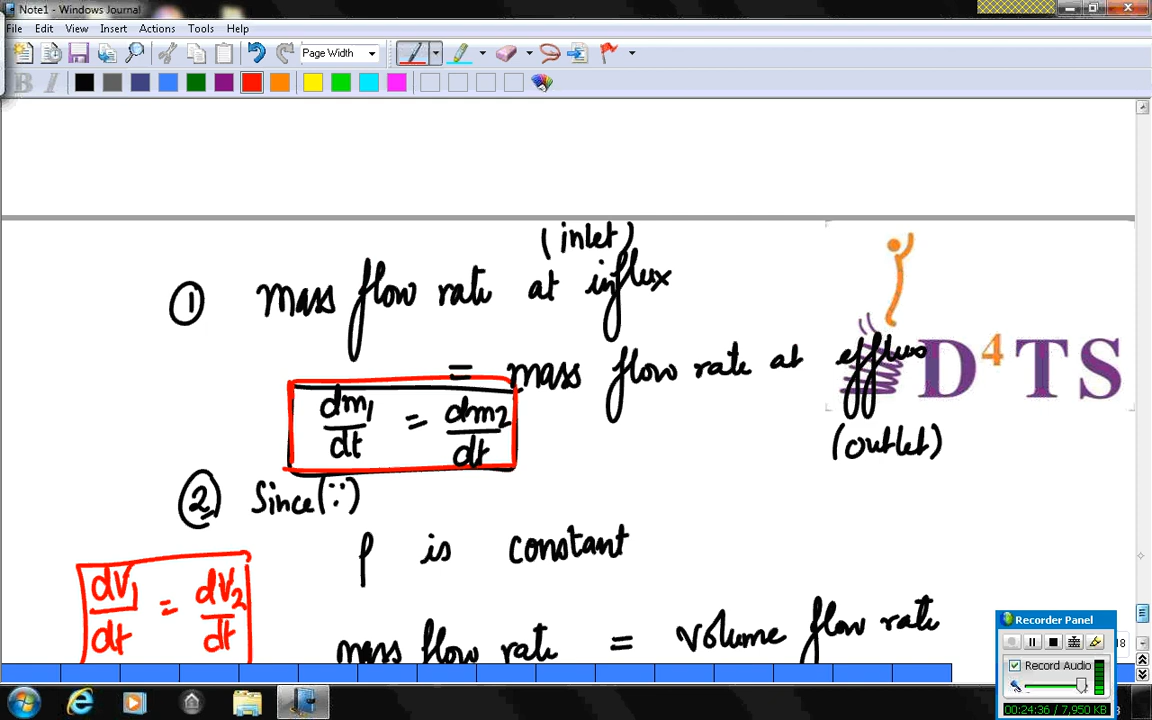 Note1 - Windows Journal
File Edit View Insert Actions Tools Help
Page Width
B I
(inlet)
① mass flow rate at influx
= mass flow rate at efflux
D4TS
dm1/dt = dm2/dt
(outlet)
② Since(∵)
ρ is constant
dV1/dt = dV2/dt
mass flow rate = volume flow rate
Recorder Panel
Record Audio
00:24:36 / 7,950 KB